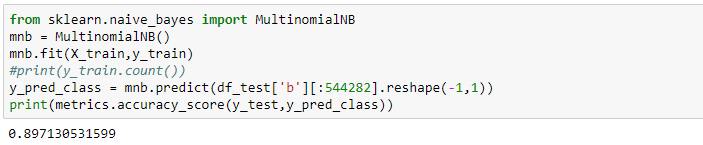 from sklearn.naive_bayes import MultinomialNB
mnb = MultinomialNB()
mnb.fit(X_train,y_train)
#print(y_train.count())
y_pred_class = mnb.predict(df_test['b'][:544282].reshape(-1,1))
print(metrics.accuracy_score(y_test,y_pred_class))
0.897130531599